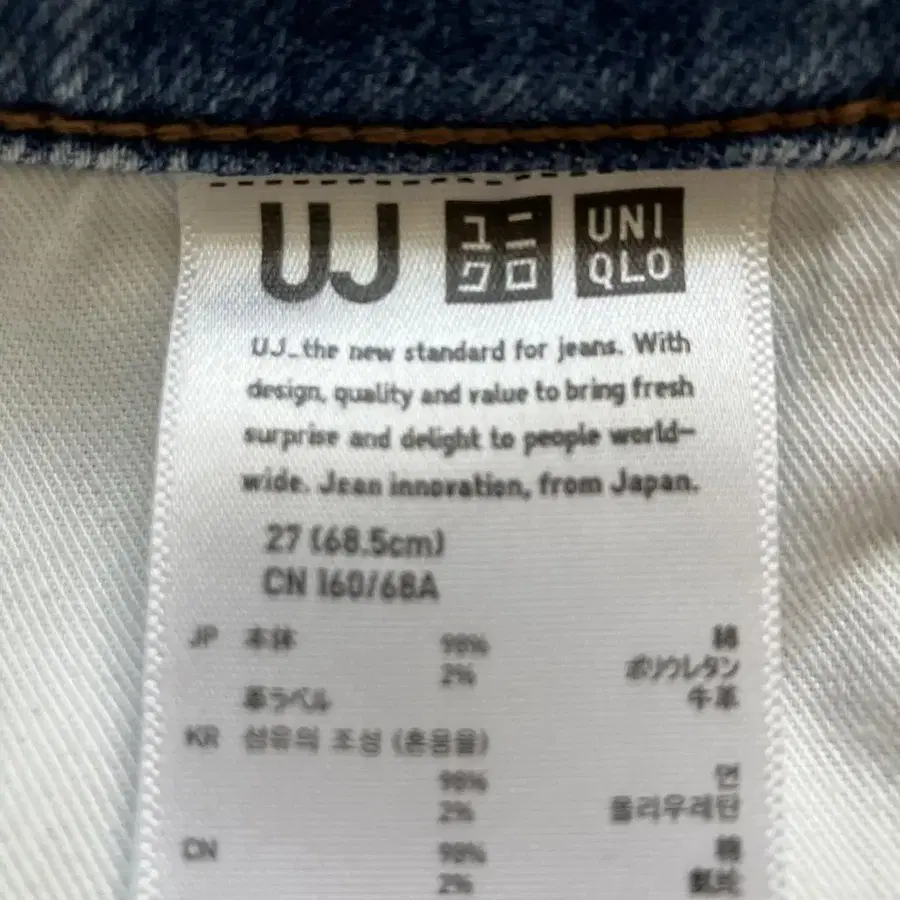 UJ ユニクロ UNIQLO
UJ_the new standard for jeans. With
design, quality and value to bring fresh
surprise and delight to people world-
wide. Jean innovation, from Japan.
27 (68.5cm)
CN 160/68A
JP 本体 98% 綿
2% ポリウレタン
革ラベル 牛革
KR 섬유의 조성 (혼용율)
98% 면
2% 폴리우레탄
CN 98% 棉
2%